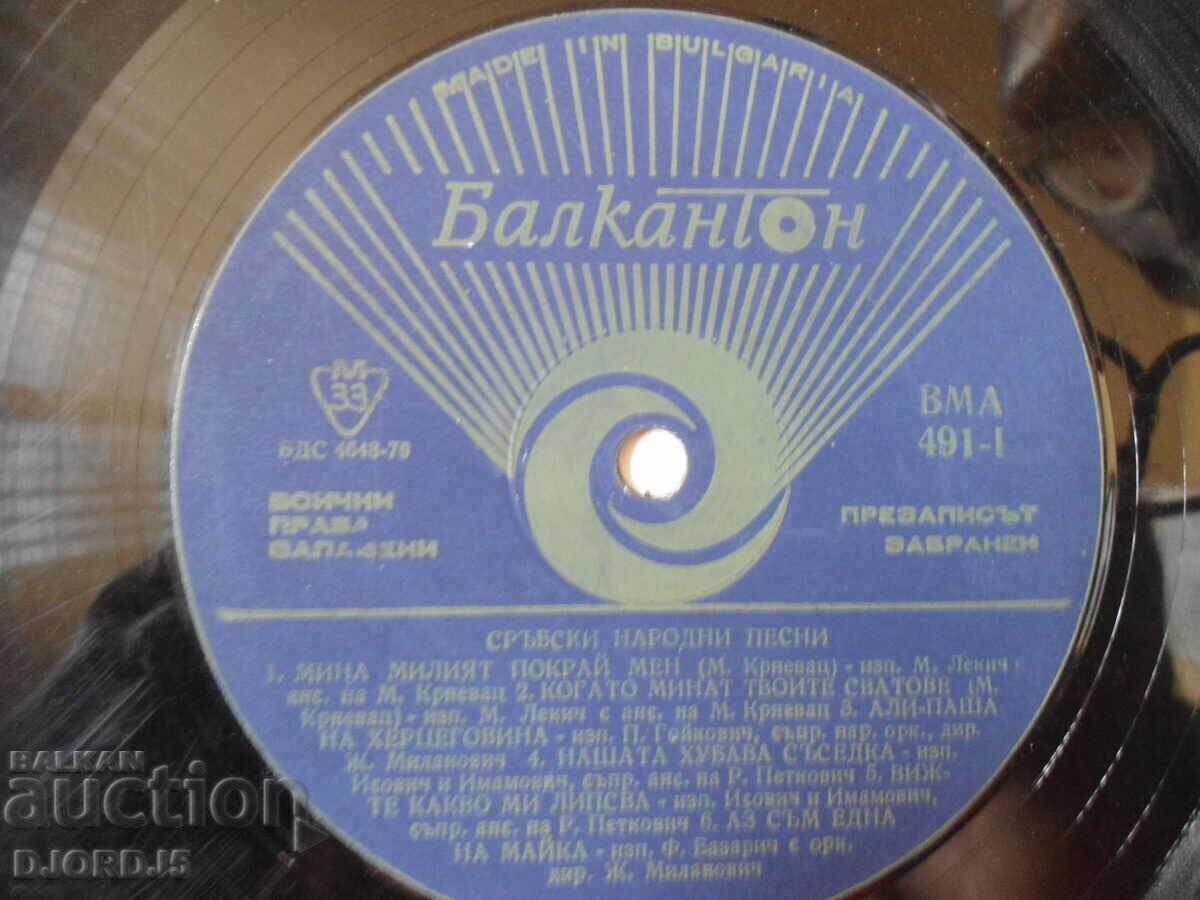 MADE IN BULGARIA
Балкантон
М
33
БДС 4648-70
ВМА
491-I
ВСИЧКИ
ПРАВА
ЗАПАЗЕНИ
ПРЕЗАПИСЪТ
ЗАБРАНЕН
СРЪБСКИ НАРОДНИ ПЕСНИ
1. МИНА МИЛИЯТ ПОКРАЙ МЕН (М. Крневац) - изп. М. Лекич с
анс. на М. Крневац 2. КОГАТО МИНАТ ТВОИТЕ СВАТОВЕ (М.
Крневац) - изп. М. Лекич с анс. на М. Крневац 3. АЛИ-ПАША
НА ХЕРЦЕГОВИНА - изп. П. Гойкович, съпр. нар. орк., дир.
Ж. Миланович 4. НАШАТА ХУБАВА СЪСЕДКА - изп.
Исович и Имамович, съпр. анс. на Р. Петкович 5. ВИЖ-
ТЕ КАКВО МИ ЛИПСВА - изп. Исович и Имамович,
съпр. анс. на Р. Петкович 6. АЗ СЪМ ЕДНА
НА МАЙКА - изп. Ф. Вазарич с орк.
дир. Ж. Миланович
BALKAN
auction
DJORDJ5